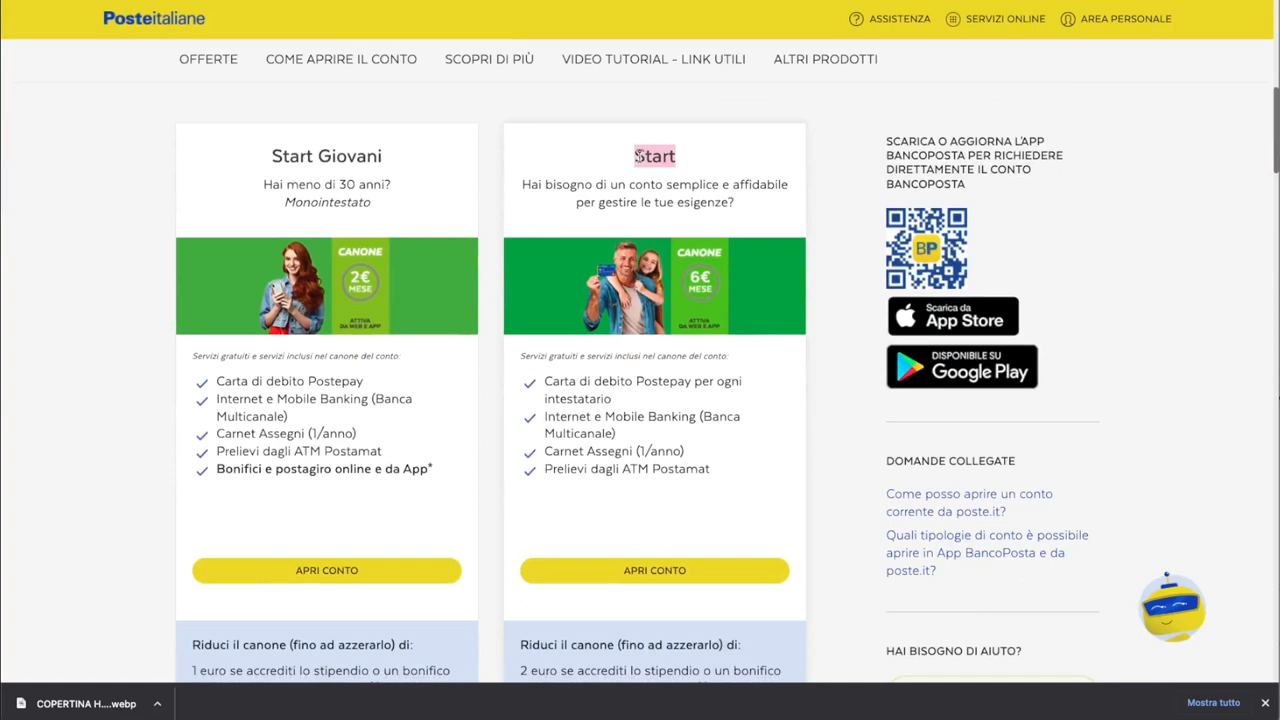 Posteitaliane
ASSISTENZA
SERVIZI ONLINE
AREA PERSONALE
OFFERTE
COME APRIRE IL CONTO
SCOPRI DI PIÙ
VIDEO TUTORIAL - LINK UTILI
ALTRI PRODOTTI
Start Giovani
Hai meno di 30 anni?
Monointestato
CANONE
2€
MESE
ATTIVA
DA WEB E APP
Servizi gratuiti e servizi inclusi nel canone del conto:
Carta di debito Postepay
Internet e Mobile Banking (Banca
Multicanale)
Carnet Assegni (1/anno)
Prelievi dagli ATM Postamat
Bonifici e postagiro online e da App*
APRI CONTO
Riduci il canone (fino ad azzerarlo) di:
1 euro se accrediti lo stipendio o un bonifico
Start
Hai bisogno di un conto semplice e affidabile
per gestire le tue esigenze?
CANONE
6€
MESE
ATTIVA
DA WEB E APP
Servizi gratuiti e servizi inclusi nel canone del conto:
Carta di debito Postepay per ogni
intestatario
Internet e Mobile Banking (Banca
Multicanale)
Carnet Assegni (1/anno)
Prelievi dagli ATM Postamat
APRI CONTO
Riduci il canone (fino ad azzerarlo) di:
2 euro se accrediti lo stipendio o un bonifico
SCARICA O AGGIORNA L'APP
BANCOPOSTA PER RICHIEDERE
DIRETTAMENTE IL CONTO
BANCOPOSTA
BP
Scarica da
App Store
DISPONIBILE SU
Google Play
DOMANDE COLLEGATE
Come posso aprire un conto
corrente da poste.it?
Quali tipologie di conto è possibile
aprire in App BancoPosta e da
poste.it?
HAI BISOGNO DI AIUTO?
COPERTINA H....webp
Mostra tutto